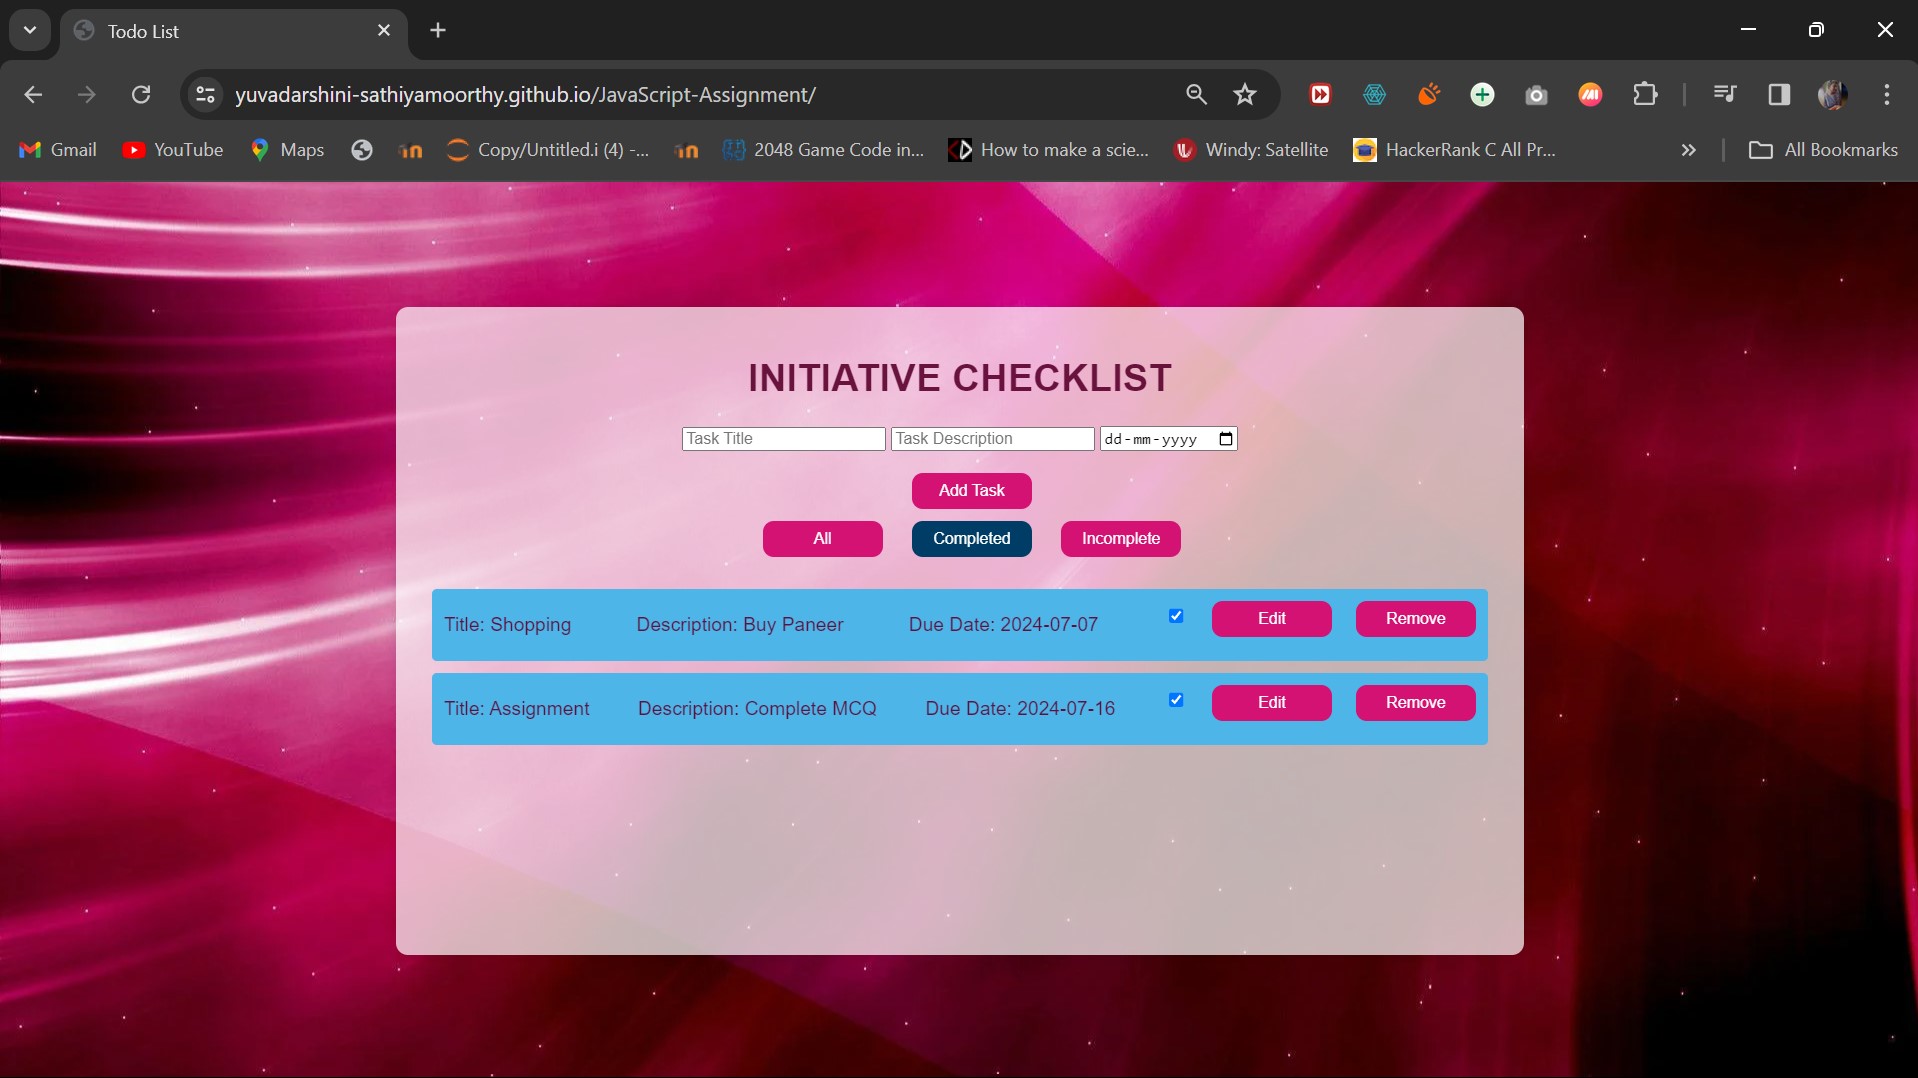 Todo List
yuvadarshini-sathiyamoorthy.github.io/JavaScript-Assignment/
Gmail YouTube Maps Copy/Untitled.i (4) -... 2048 Game Code in... How to make a scie... Windy: Satellite HackerRank C All Pr... » All Bookmarks
INITIATIVE CHECKLIST
Task Title Task Description dd-mm-yyyy
Add Task
All Completed Incomplete
Title: Shopping Description: Buy Paneer Due Date: 2024-07-07 Edit Remove
Title: Assignment Description: Complete MCQ Due Date: 2024-07-16 Edit Remove